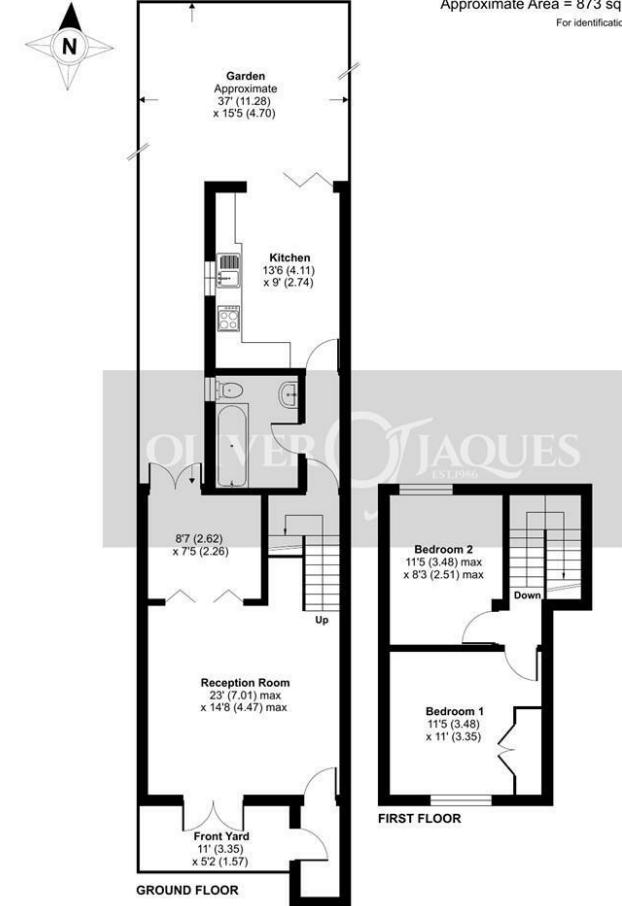 Approximate Area = 873 sq
For identificatio
N
Garden
Approximate
37' (11.28)
x 15'5 (4.70)
Kitchen
13'6 (4.11)
x 9' (2.74)
OLIVER JAQUES
EST.1986
8'7 (2.62)
x 7'5 (2.26)
Up
Reception Room
23' (7.01) max
x 14'8 (4.47) max
Front Yard
11' (3.35)
x 5'2 (1.57)
GROUND FLOOR
Bedroom 2
11'5 (3.48) max
x 8'3 (2.51) max
Down
Bedroom 1
11'5 (3.48)
x 11' (3.35)
FIRST FLOOR